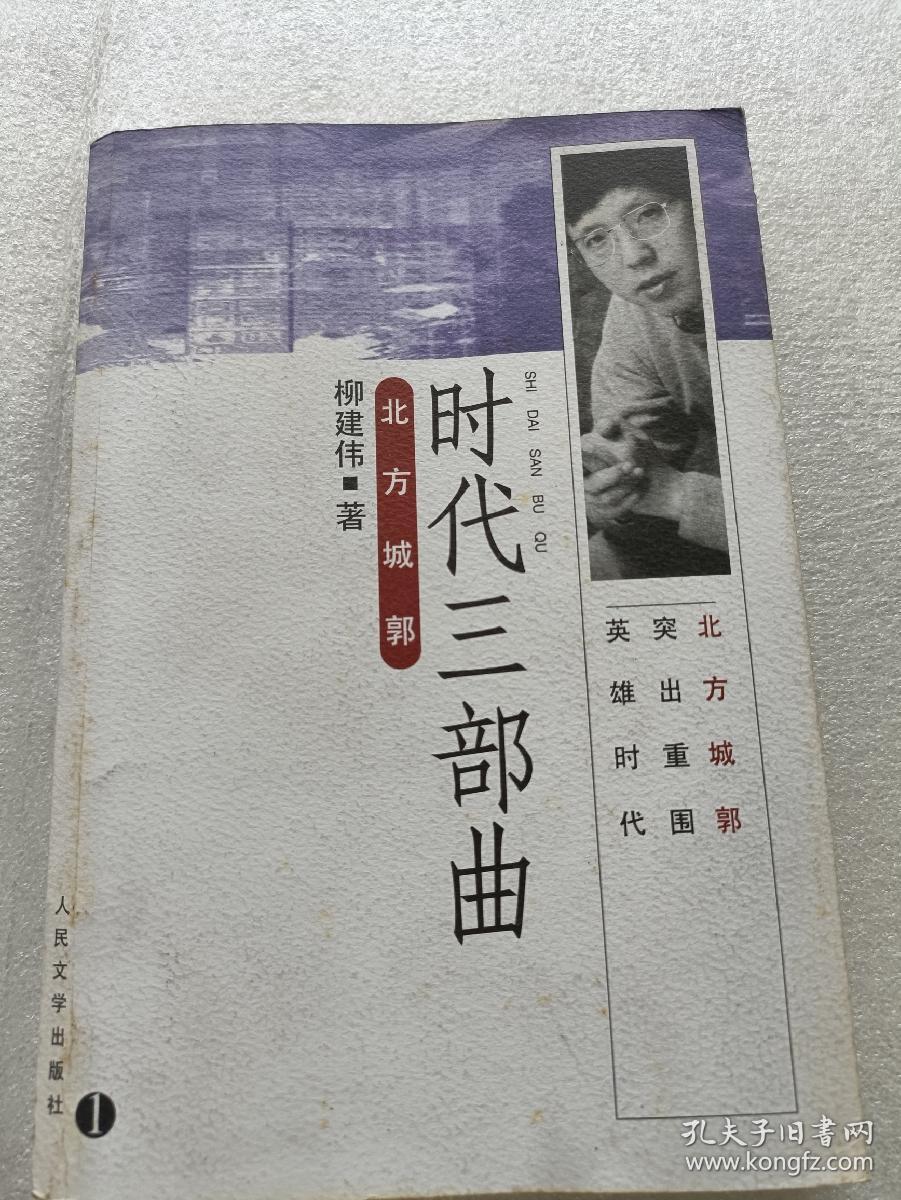 北方城郭
突出重围
英雄时代
SHI DAI SAN BU QU
时代三部曲
北方城郭
柳建伟■著
人民文学出版社
1
孔夫子旧书网
www.kongfz.com